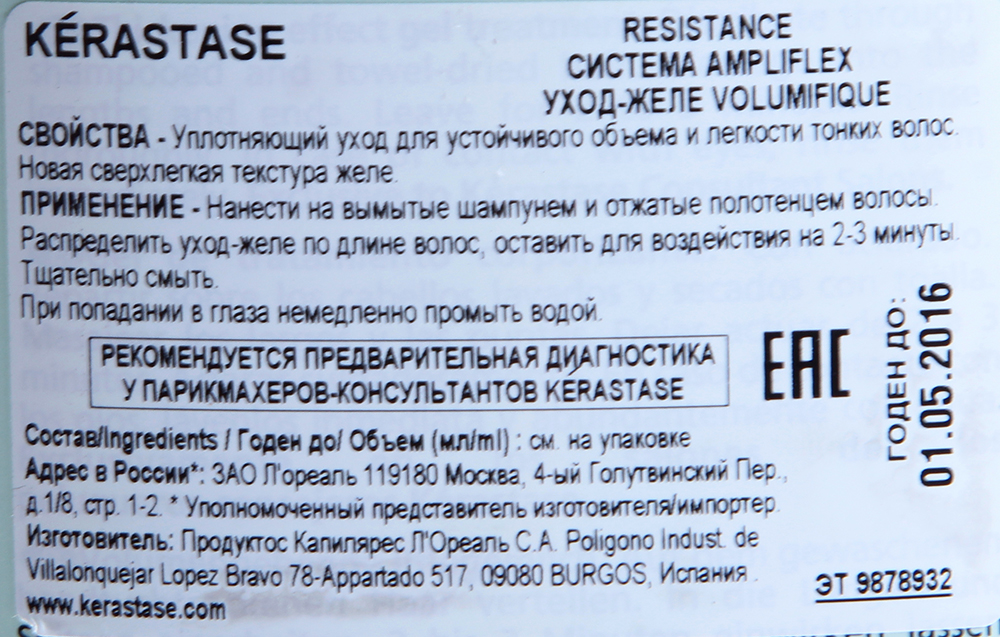 KÉRASTASE
RESISTANCE
СИСТЕМА AMPLIFLEX
УХОД-ЖЕЛЕ VOLUMIFIQUE
СВОЙСТВА - Уплотняющий уход для устойчивого объема и легкости тонких волос.
Новая сверхлегкая текстура желе.
ПРИМЕНЕНИЕ - Нанести на вымытые шампунем и отжатые полотенцем волосы.
Распределить уход-желе по длине волос, оставить для воздействия на 2-3 минуты.
Тщательно смыть.
При попадании в глаза немедленно промыть водой.
РЕКОМЕНДУЕТСЯ ПРЕДВАРИТЕЛЬНАЯ ДИАГНОСТИКА
У ПАРИКМАХЕРОВ-КОНСУЛЬТАНТОВ KÉRASTASE
EAC
ГОДЕН ДО:
01.05.2016
Состав/Ingredients / Годен до/ Объем (мл/ml) : см. на упаковке
Адрес в России*: ЗАО Л'ореаль 119180 Москва, 4-ый Голутвинский Пер.,
д.1/8, стр. 1-2. * Уполномоченный представитель изготовителя/импортер.
Изготовитель: Продуктос Капилярес Л'Ореаль С.А. Poligono Indust. de
Villalonquejar Lopez Bravo 78-Appartado 517, 09080 BURGOS, Испания .
www.kerastase.com
ЭТ 9878932